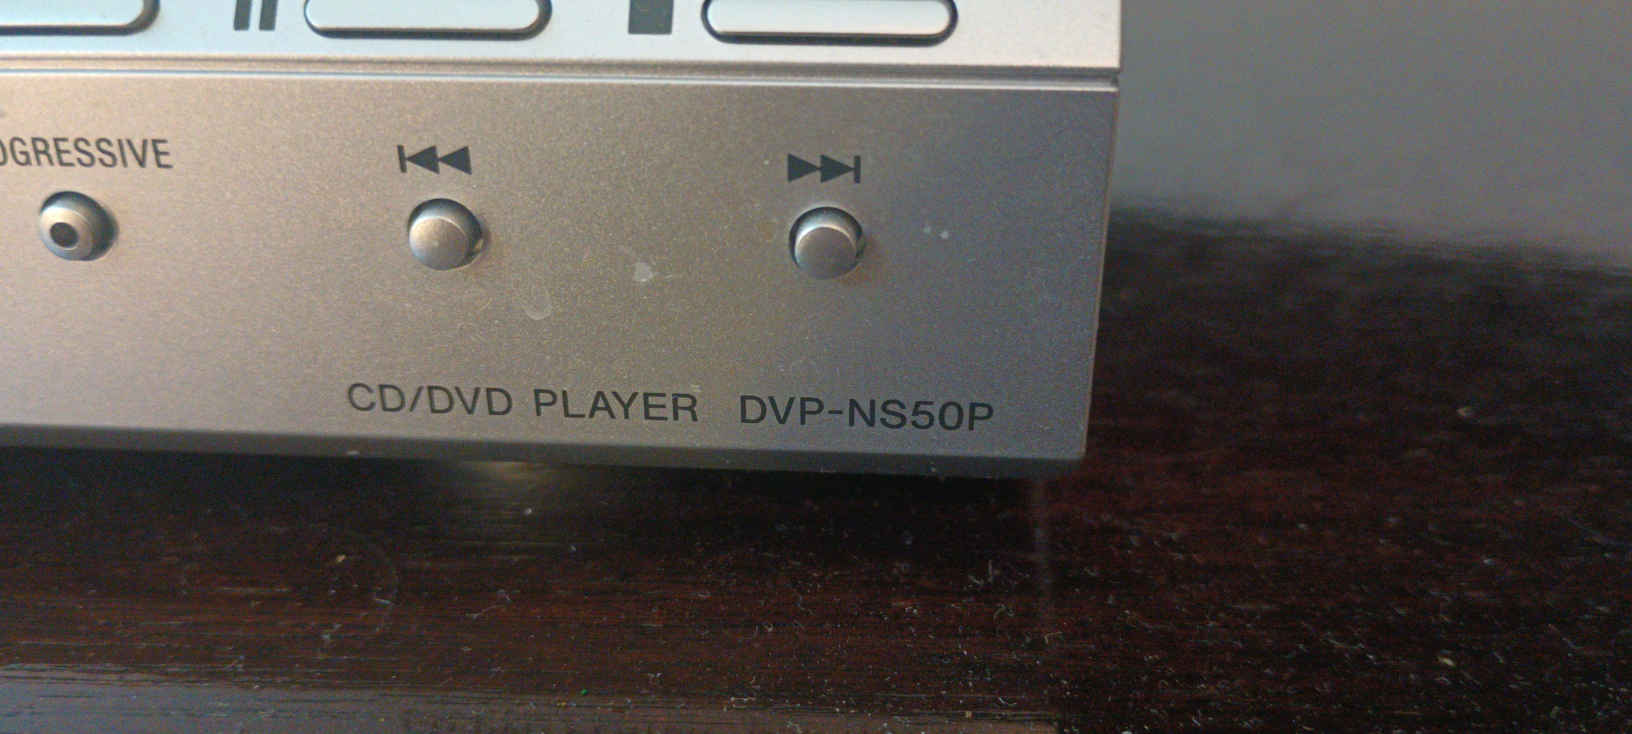 OGRESSIVE
CD/DVD PLAYER DVP-NS50P